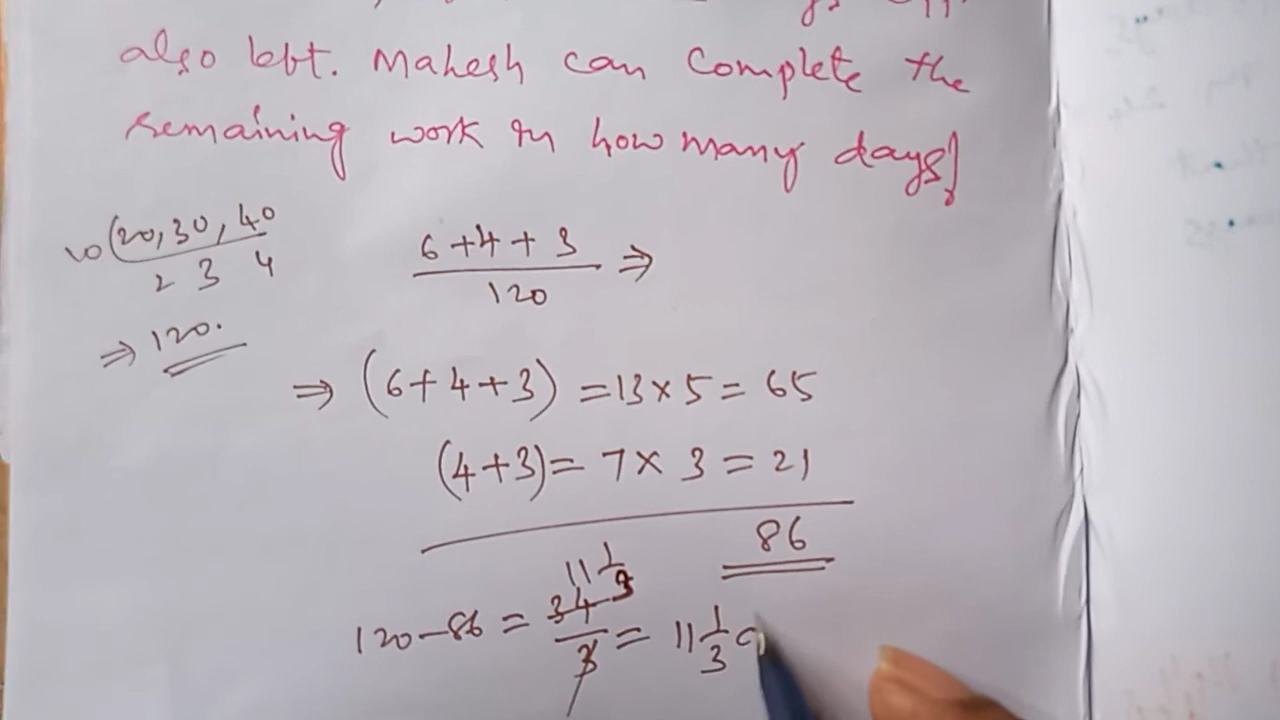 also left. Mahesh can complete the
remaining work in how many days?
10(20,30,40
2 3 4
⇒ 120.
6+4+3
120
⇒
⇒ (6+4+3) =13×5=65
(4+3)= 7×3=21
86
11 1/3
120-86 = 34/3 = 11 1/3